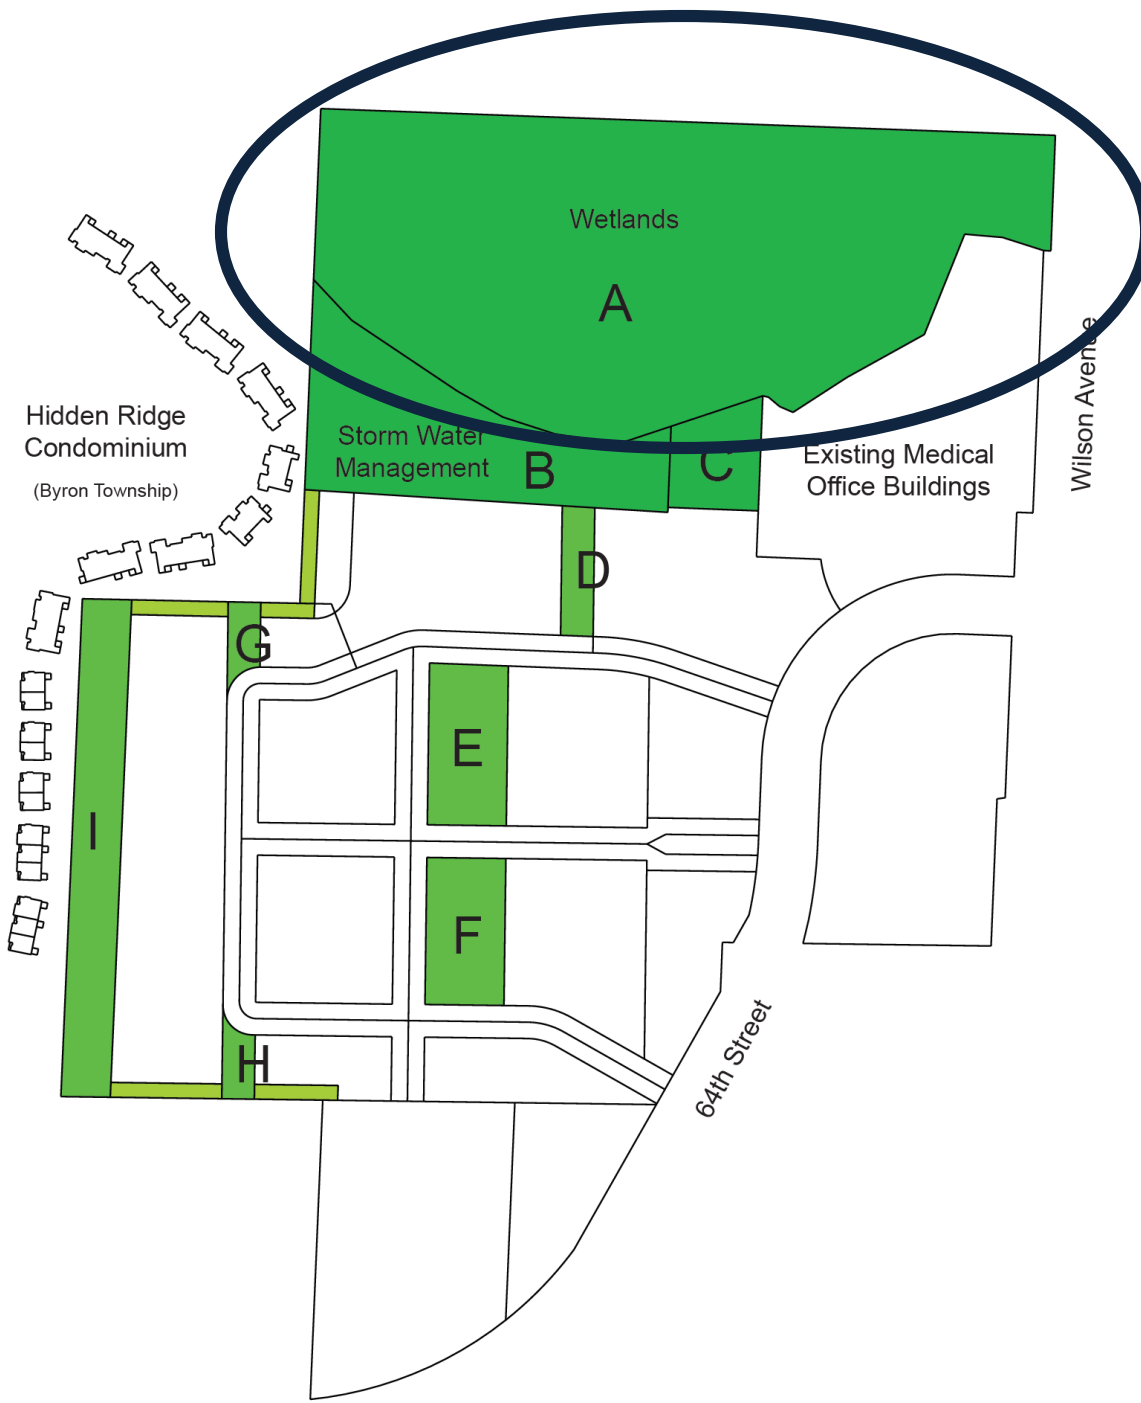 Wetlands
A
Wilson Avenue
Hidden Ridge
Condominium
(Byron Township)
Storm Water
Management
B
C
Existing Medical
Office Buildings
D
G
E
I
F
H
64th Street